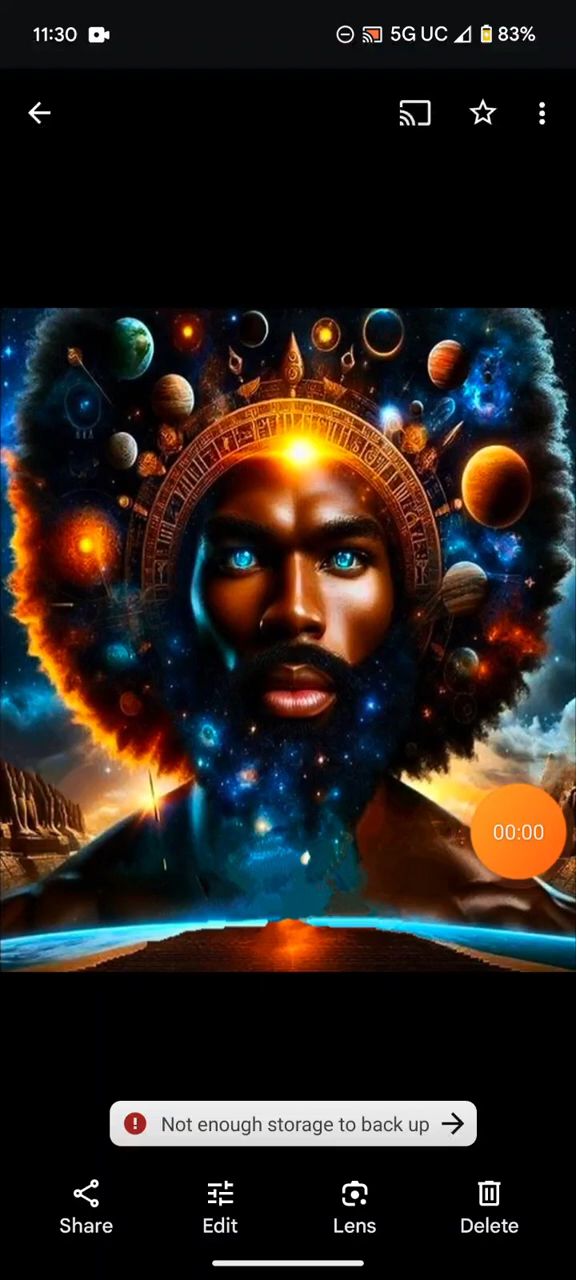 11:30
5G UC
83%
00:00
Not enough storage to back up
Share
Edit
Lens
Delete